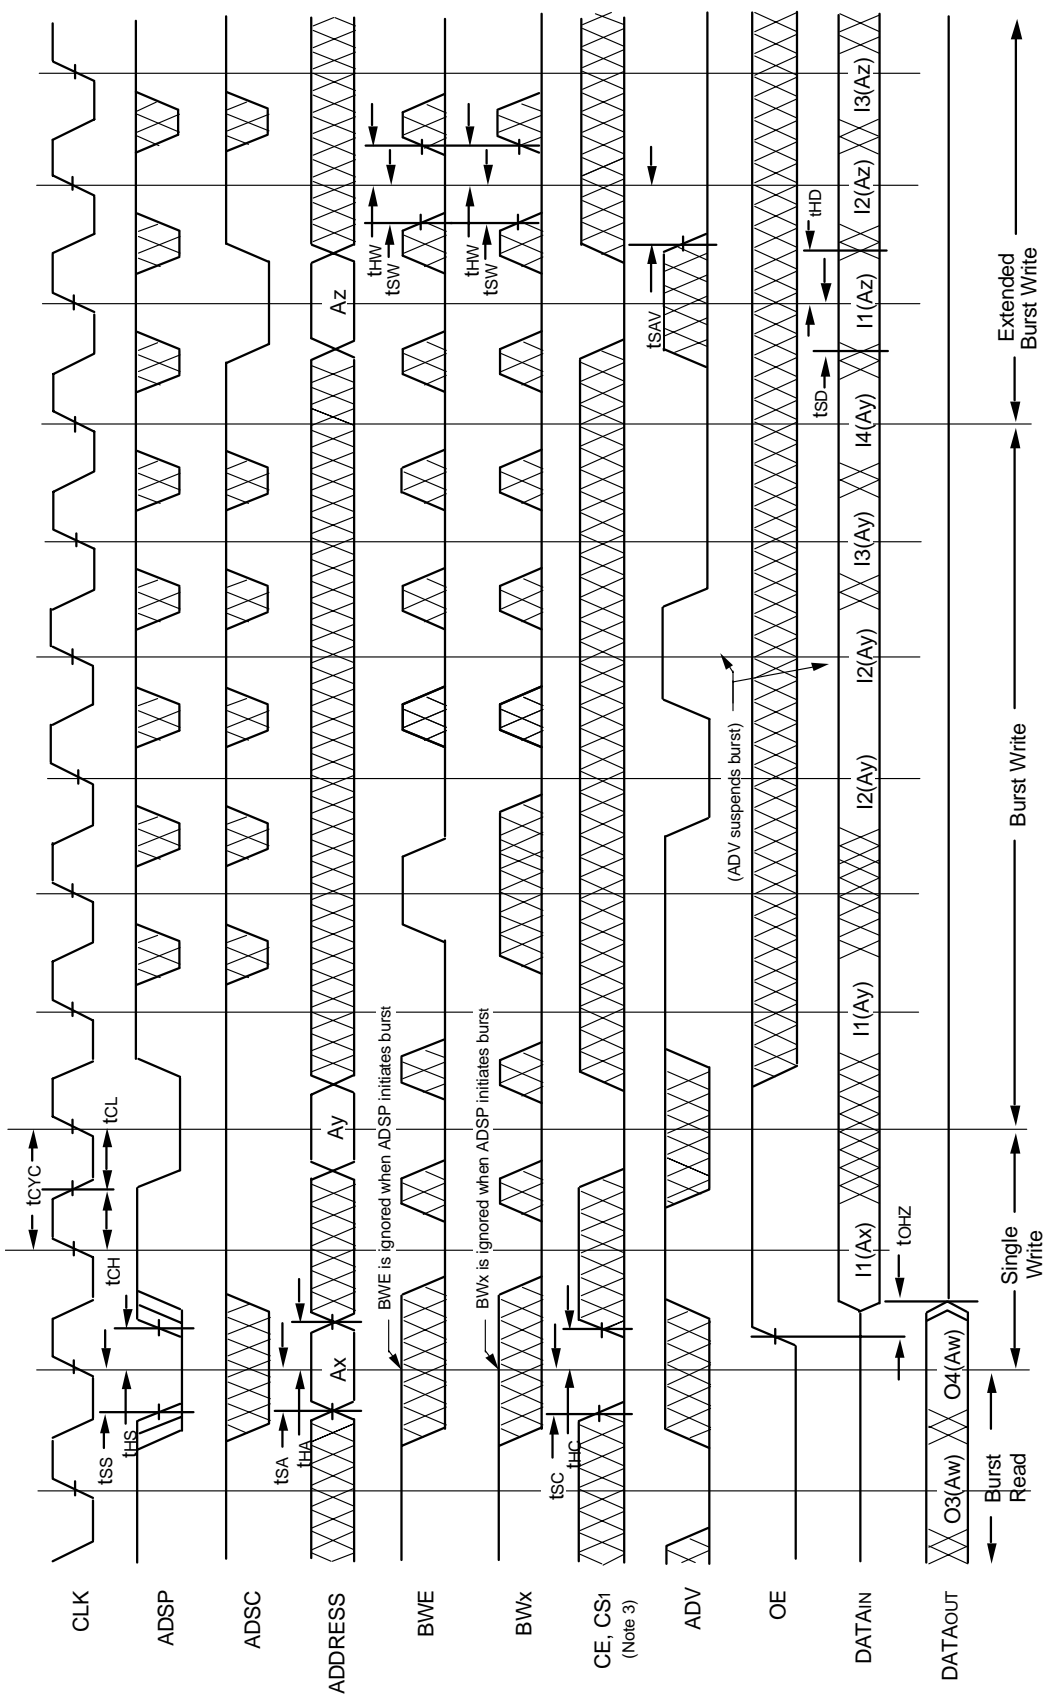 CLK
tCYC
tCH
tCL
ADSP
tSS
tHS
ADSC
ADDRESS
tSA
tHA
Ax
Ay
Az
BWE
BWE is ignored when ADSP initiates burst
tHW
tSW
BWx
BWx is ignored when ADSP initiates burst
tHW
tSW
CE, CS1
(Note 3)
tSC
tHC
ADV
tSAV
(ADV suspends burst)
OE
DATAIN
I1(Ax)
I1(Ay)
I2(Ay)
I2(Ay)
I3(Ay)
I4(Ay)
I1(Az)
I2(Az)
I3(Az)
tSD
tHD
tOHZ
DATAOUT
O3(Aw)
O4(Aw)
Burst
Read
Single
Write
Burst Write
Extended
Burst Write